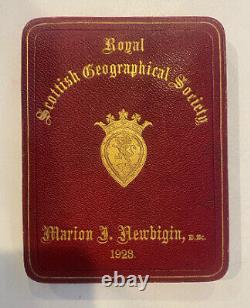 Royal
Scottish Geographical Society
Marion J. Newbigin, D.Sc.
1923.